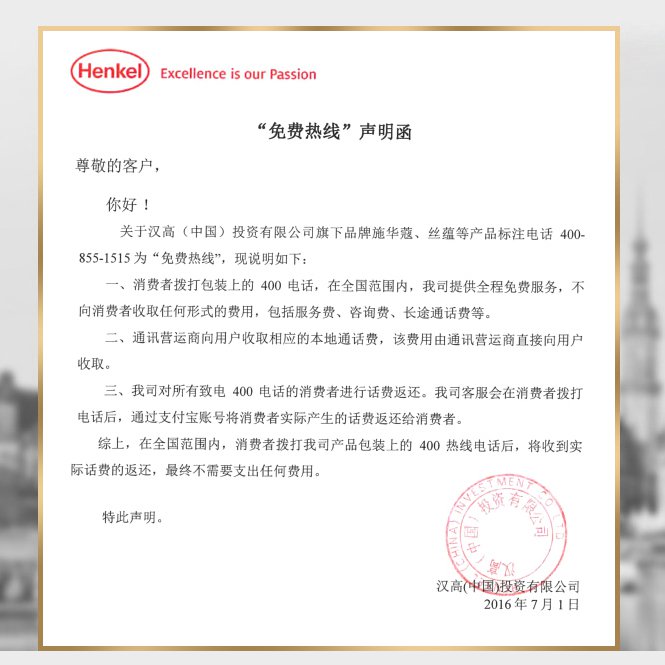 Henkel Excellence is our Passion
“免费热线”声明函
尊敬的客户，
你好！
关于汉高（中国）投资有限公司旗下品牌施华蔻、丝蕴等产品标注电话 400-
855-1515 为“免费热线”，现说明如下：
一、消费者拨打包装上的 400 电话，在全国范围内，我司提供全程免费服务，不
向消费者收取任何形式的费用，包括服务费、咨询费、长途通话费等。
二、通讯营运商向用户收取相应的本地通话费，该费用由通讯营运商直接向用户
收取。
三、我司对所有致电 400 电话的消费者进行话费返还。我司客服会在消费者拨打
电话后，通过支付宝账号将消费者实际产生的话费返还给消费者。
综上，在全国范围内，消费者拨打我司产品包装上的 400 热线电话后，将收到实
际话费的返还，最终不需要支出任何费用。
特此声明。
(CHINA) INVESTMENT CO LTD
汉高（中国）投资有限公司
汉高(中国)投资有限公司
2016 年 7 月 1 日